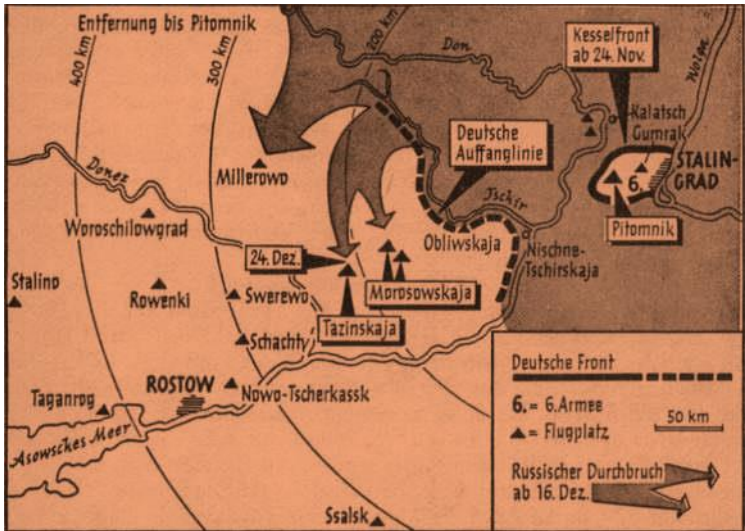 Entfernung bis Pitomnik
400 km
300 km
200 km
Don
Kesselfront
ab 24. Nov.
Wolga
Kalatsch
Gumrak
STALIN-
GRAD
6.
Pitomnik
Deutsche
Auffanglinie
Millerowo
Donez
Tschir
Woroschilowgrad
Obliwskaja
Nischne-
Tschirskaja
24. Dez.
Morosowskaja
Tazinskaja
Stalino
Rowenki
Swerewo
Schachty
ROSTOW
Taganrog
Nowo-Tscherkassk
Asowsches Meer
Ssalsk
Deutsche Front
6. = 6. Armee
▲ = Flugplatz
50 km
Russischer Durchbruch
ab 16. Dez.